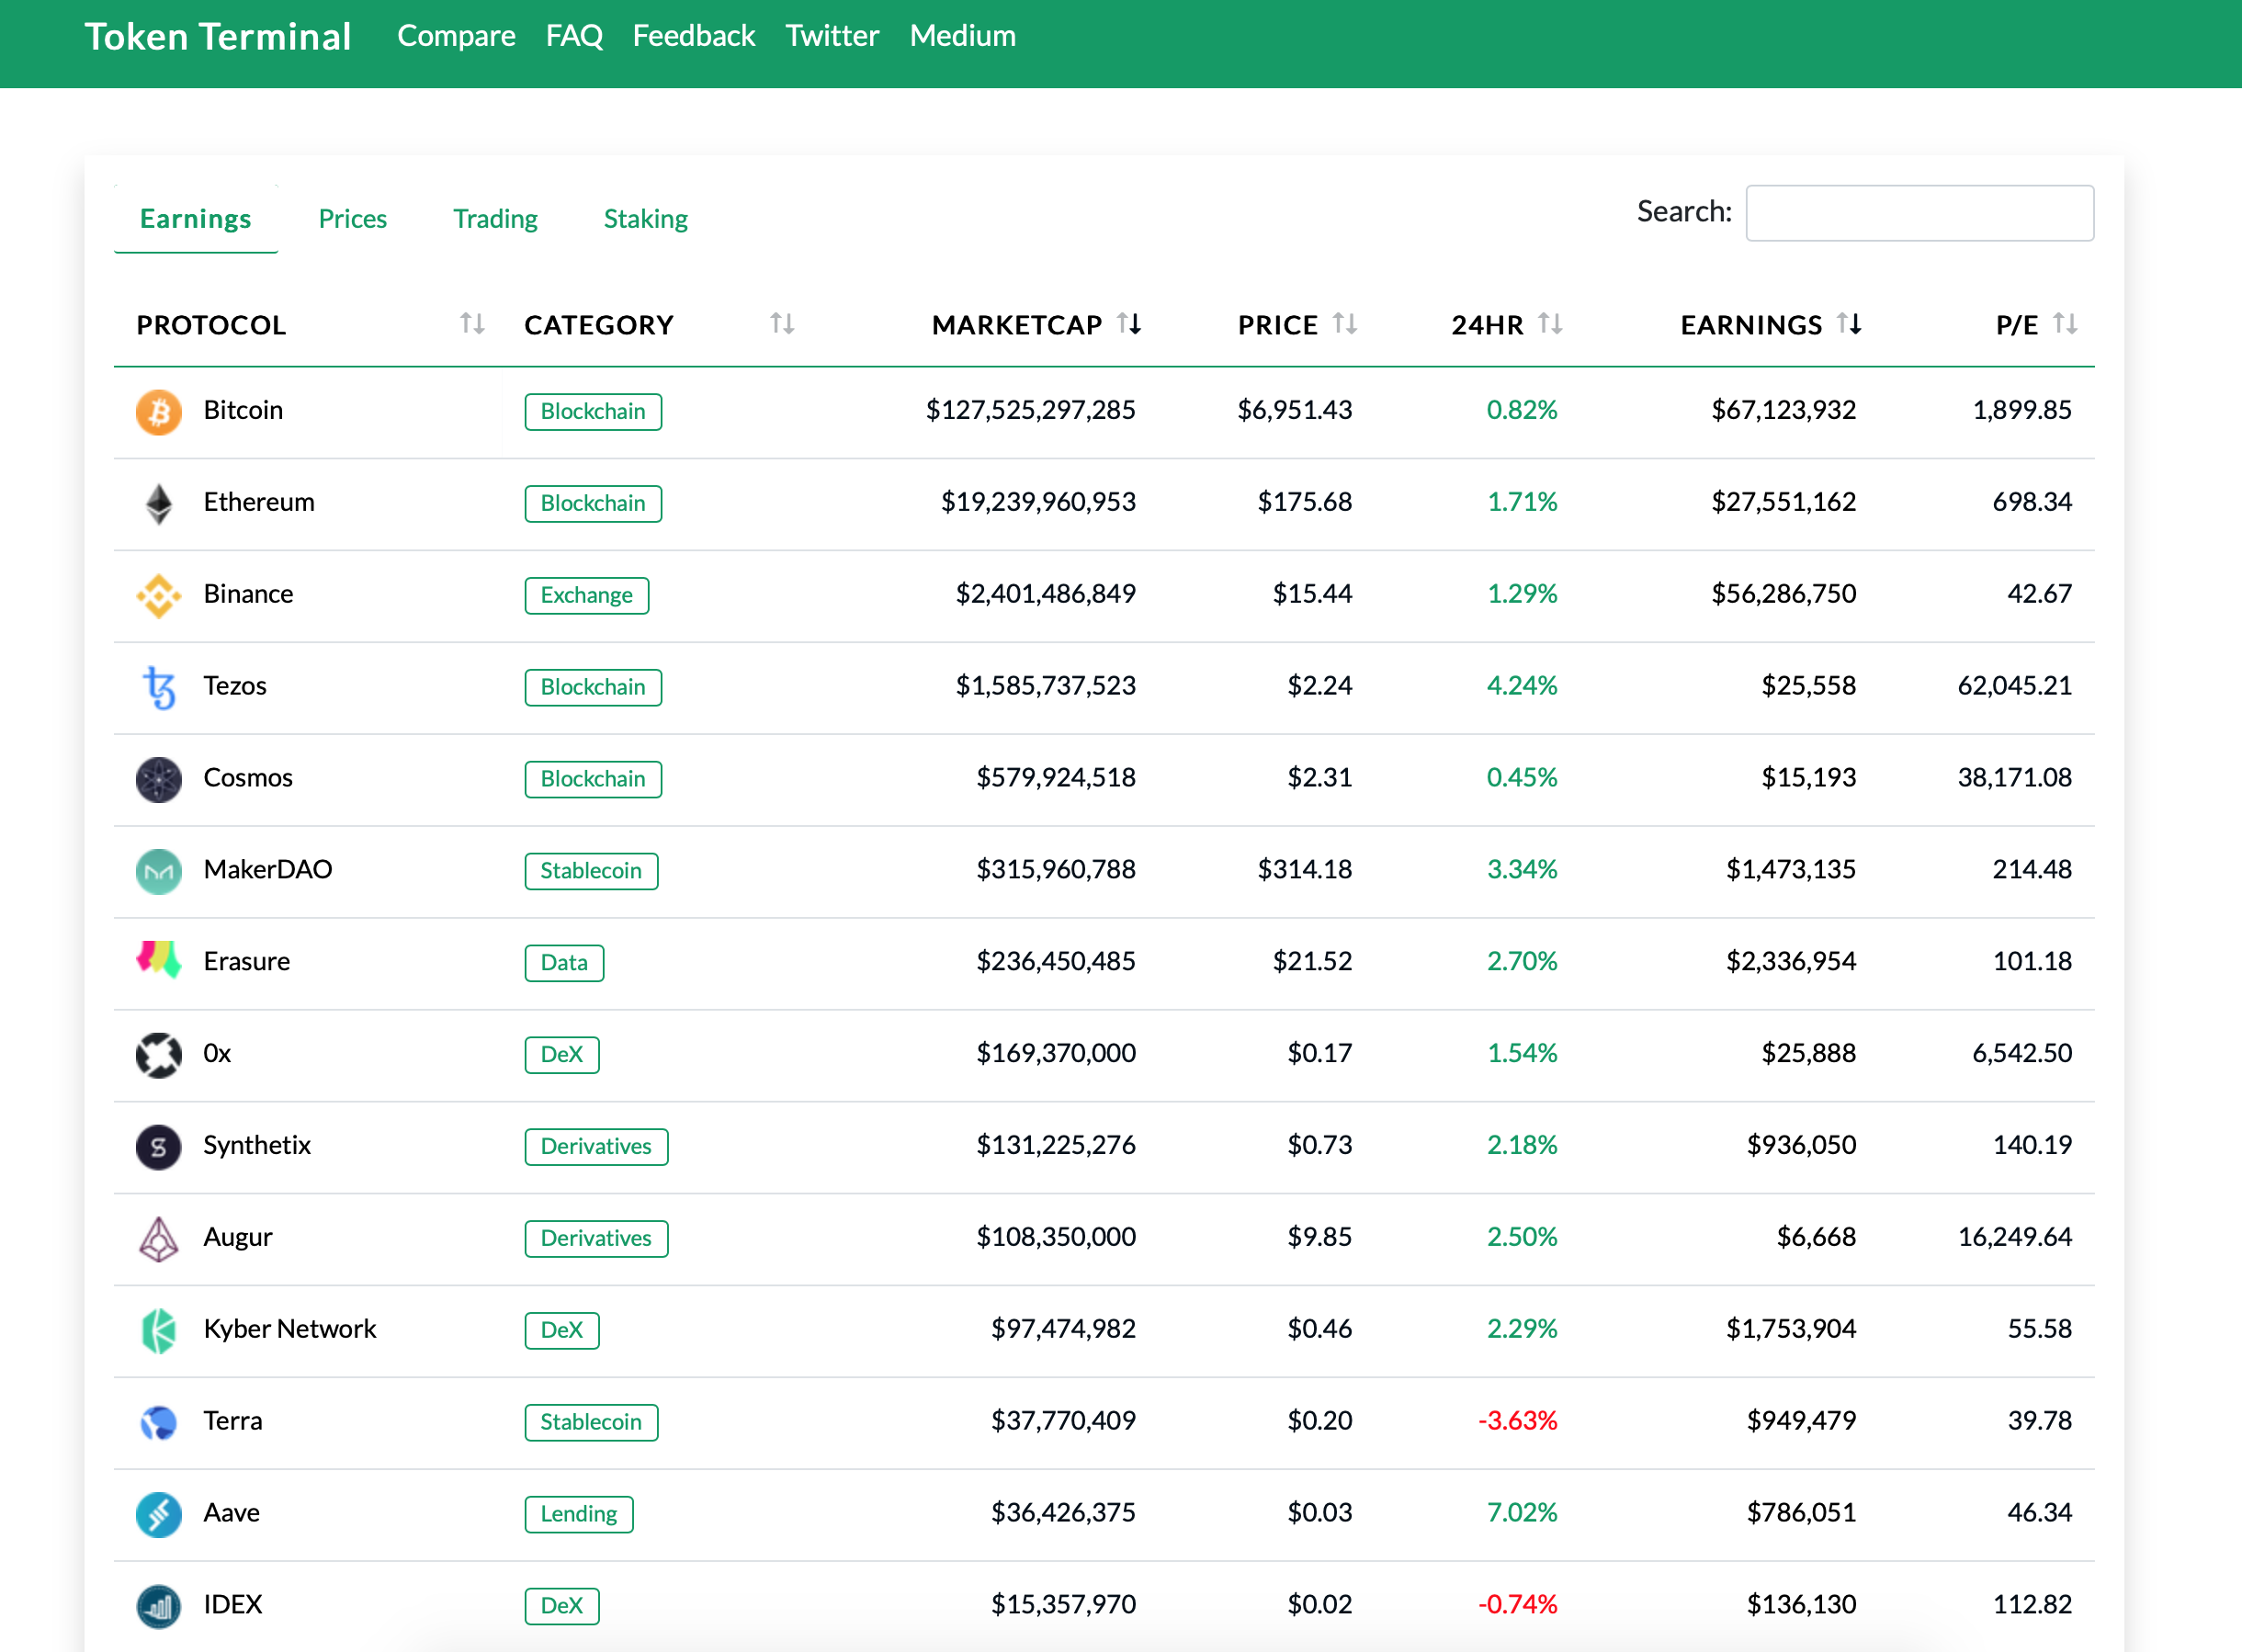 Token Terminal Compare FAQ Feedback Twitter Medium
Earnings Prices Trading Staking Search:
PROTOCOL CATEGORY MARKETCAP PRICE 24HR EARNINGS P/E
Bitcoin Blockchain $127,525,297,285 $6,951.43 0.82% $67,123,932 1,899.85
Ethereum Blockchain $19,239,960,953 $175.68 1.71% $27,551,162 698.34
Binance Exchange $2,401,486,849 $15.44 1.29% $56,286,750 42.67
Tezos Blockchain $1,585,737,523 $2.24 4.24% $25,558 62,045.21
Cosmos Blockchain $579,924,518 $2.31 0.45% $15,193 38,171.08
MakerDAO Stablecoin $315,960,788 $314.18 3.34% $1,473,135 214.48
Erasure Data $236,450,485 $21.52 2.70% $2,336,954 101.18
0x DeX $169,370,000 $0.17 1.54% $25,888 6,542.50
Synthetix Derivatives $131,225,276 $0.73 2.18% $936,050 140.19
Augur Derivatives $108,350,000 $9.85 2.50% $6,668 16,249.64
Kyber Network DeX $97,474,982 $0.46 2.29% $1,753,904 55.58
Terra Stablecoin $37,770,409 $0.20 -3.63% $949,479 39.78
Aave Lending $36,426,375 $0.03 7.02% $786,051 46.34
IDEX DeX $15,357,970 $0.02 -0.74% $136,130 112.82